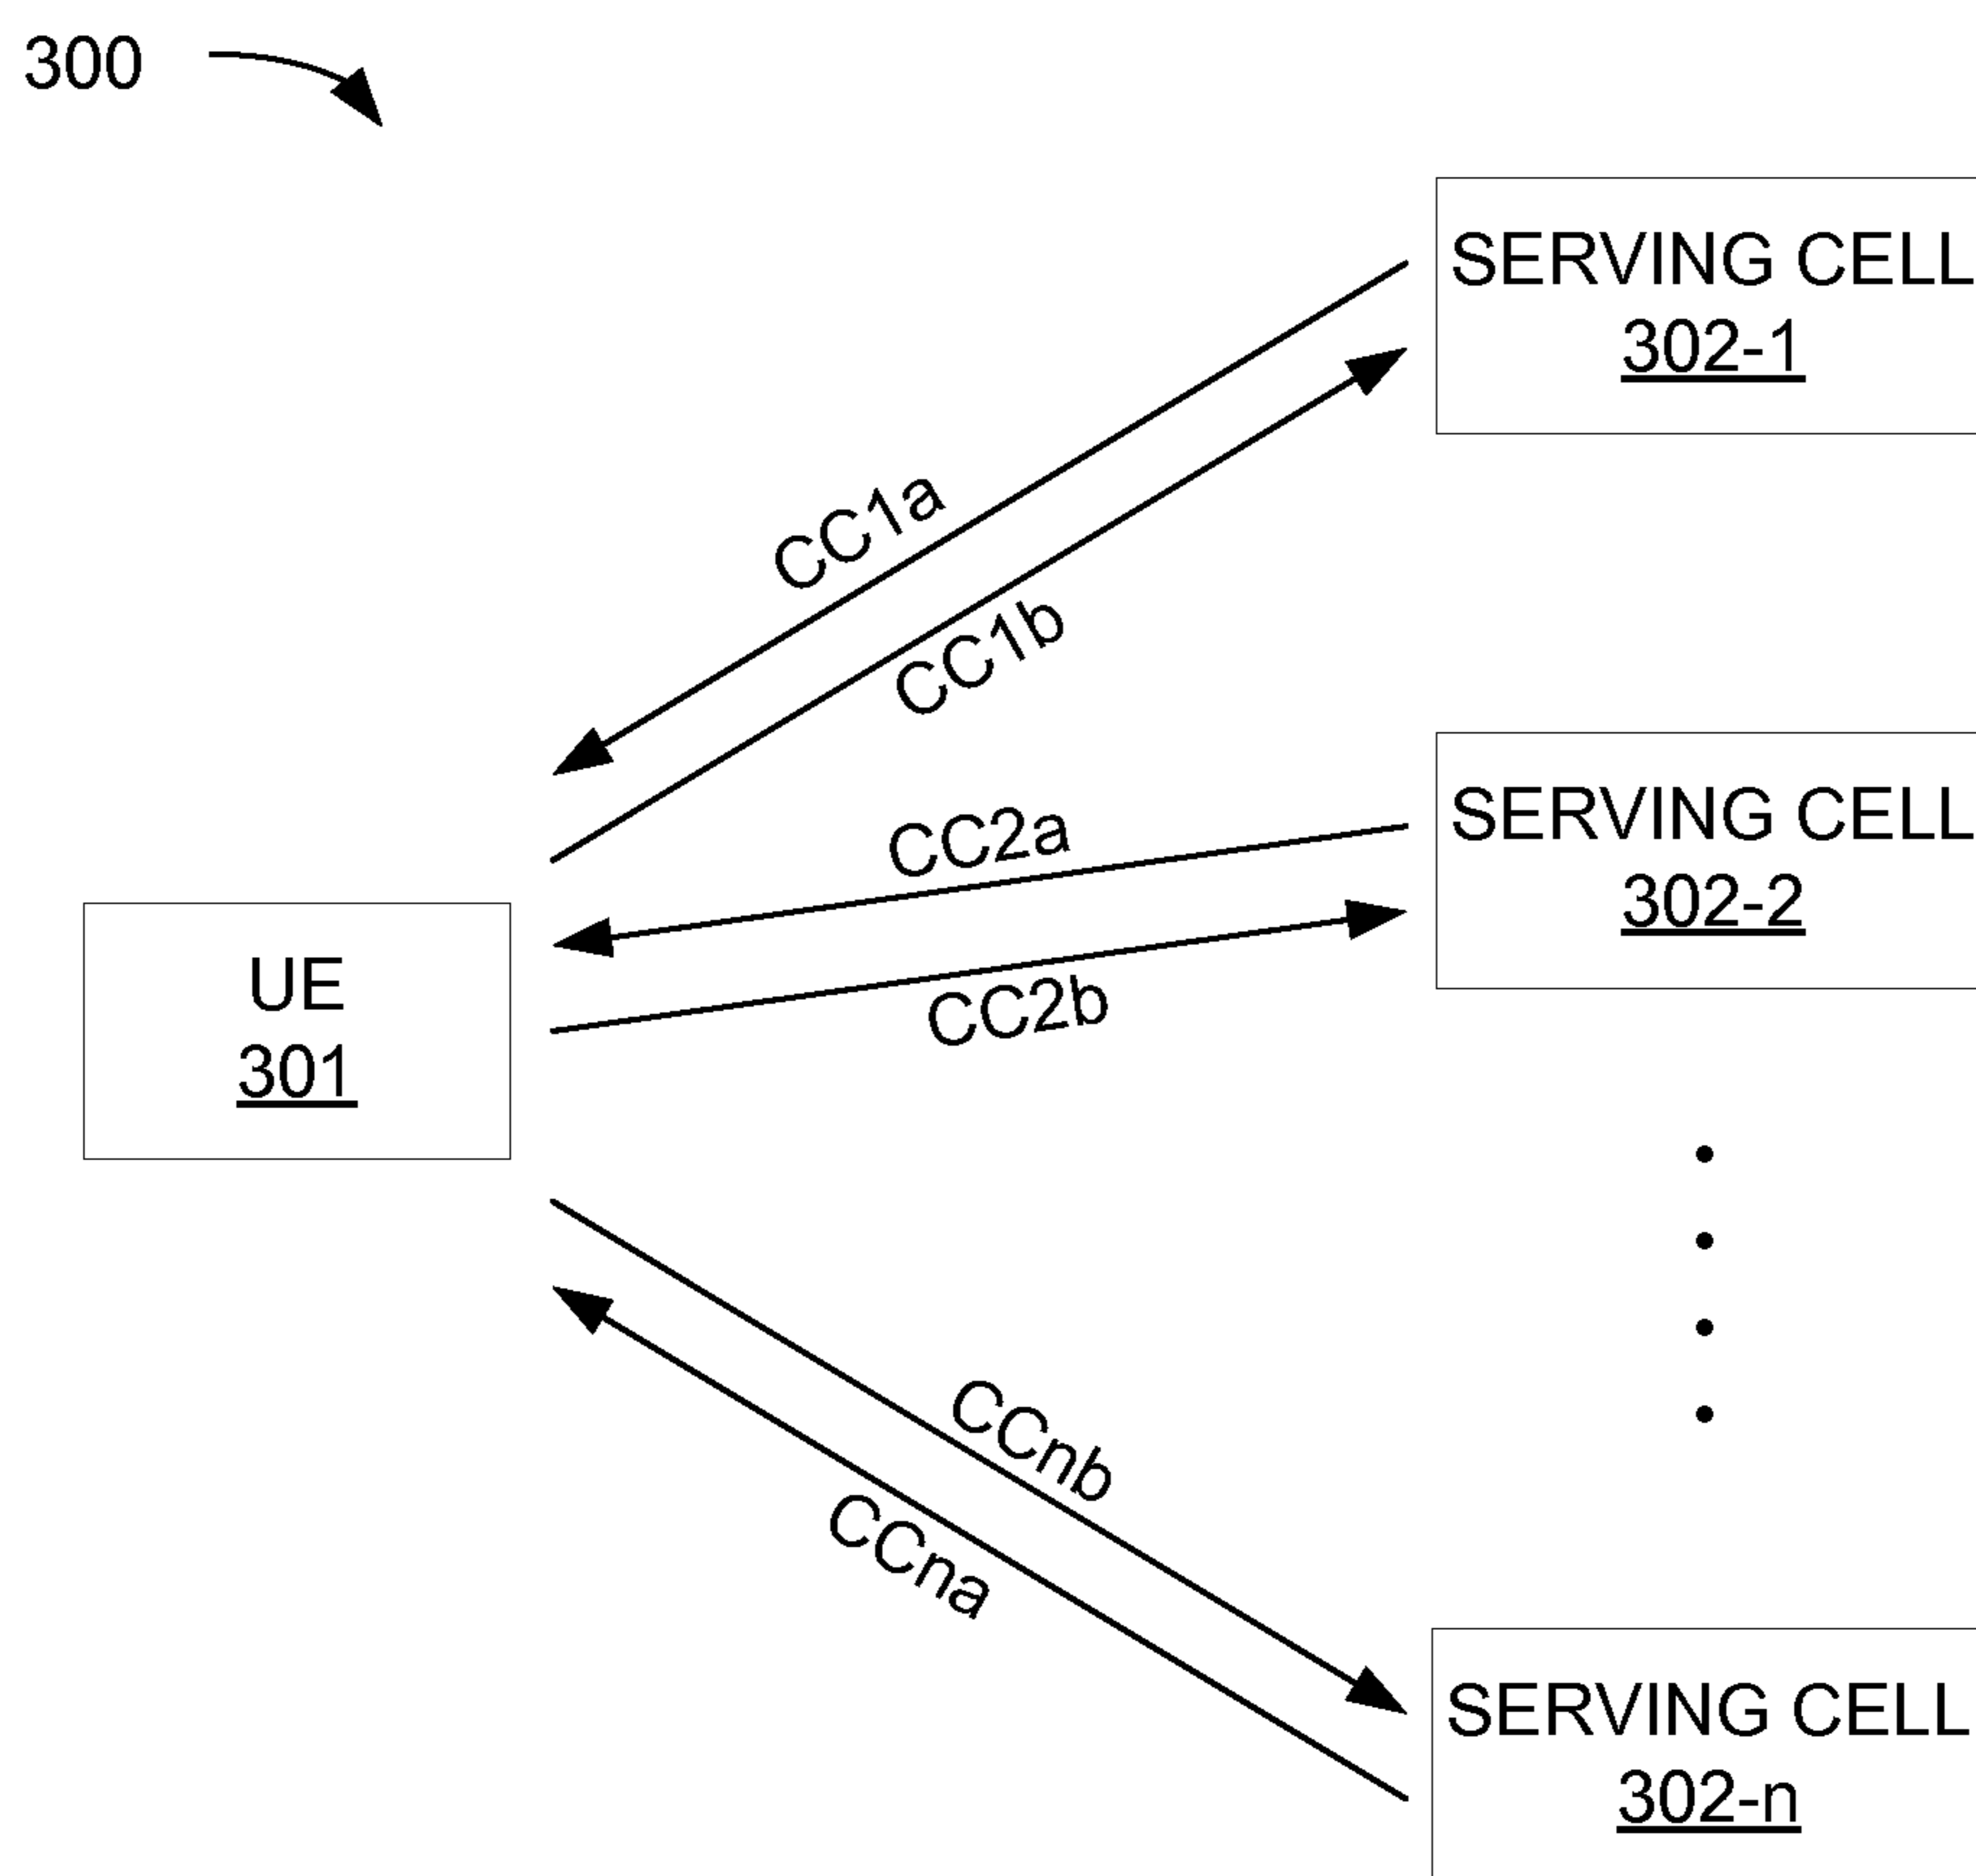 300
SERVING CELL
302-1
CC1a
CC1b
SERVING CELL
302-2
CC2a
CC2b
UE
301
CCnb
CCna
SERVING CELL
302-n